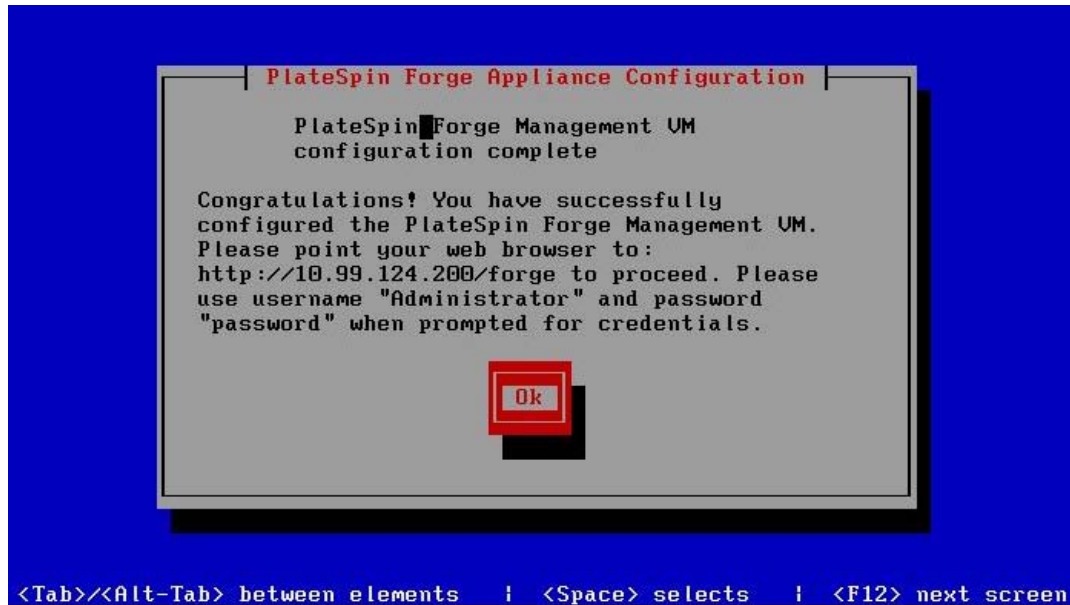 PlateSpin Forge Appliance Configuration
PlateSpin Forge Management VM
configuration complete
Congratulations! You have successfully
configured the PlateSpin Forge Management VM.
Please point your web browser to:
http://10.99.124.200/forge to proceed. Please
use username "Administrator" and password
"password" when prompted for credentials.
Ok
<Tab>/<Alt-Tab> between elements | <Space> selects | <F12> next screen